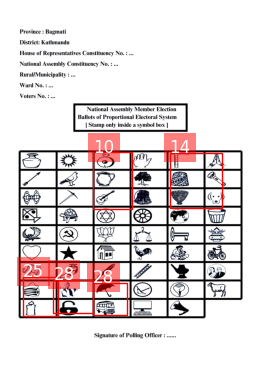 Province : Bagmati
District: Kathmandu
House of Representatives Constituency No. : ...
National Assembly Constituency No. : ...
Rural/Municipality : ...
Ward No. : ...
Voters No. : ...
National Assembly Member Election
Ballots of Proportional Electoral System
[ Stamp only inside a symbol box ]
10
14
25
28
28
Signature of Polling Officer : ......